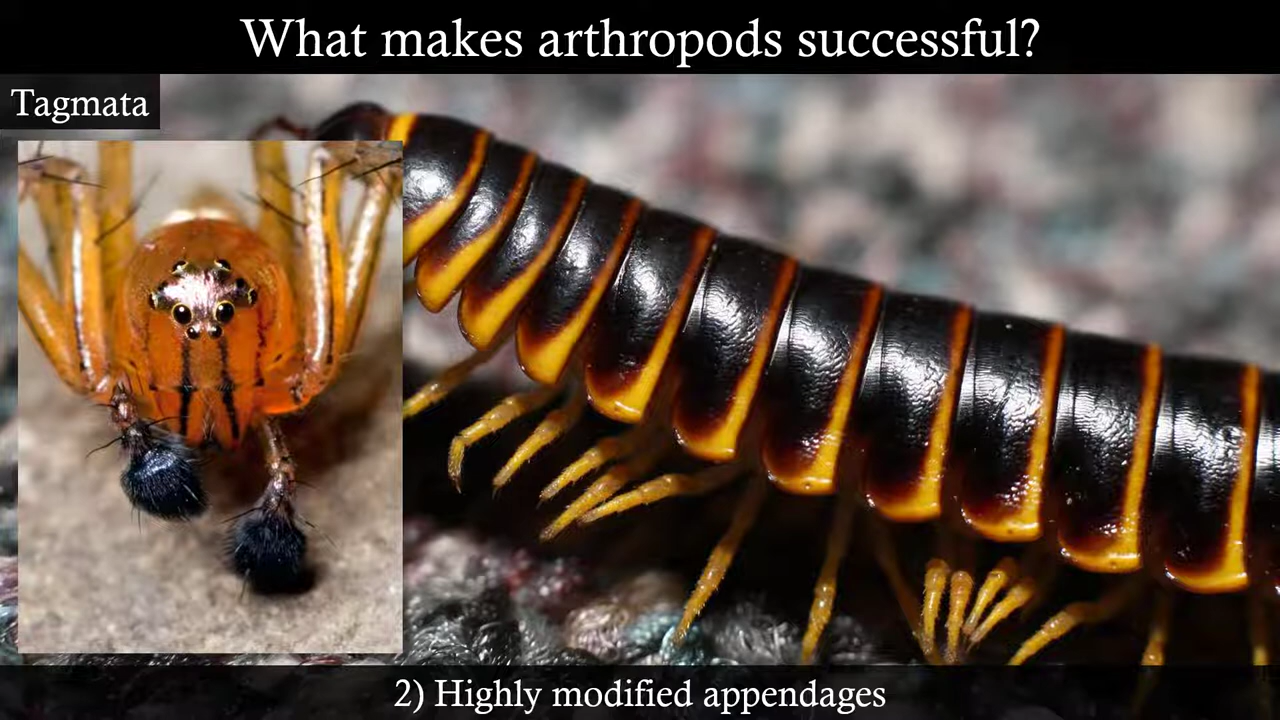 What makes arthropods successful?
Tagmata
2) Highly modified appendages